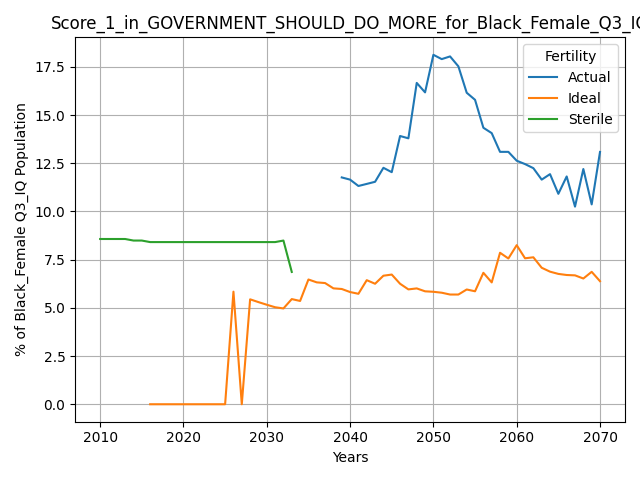 Score_1_in_GOVERNMENT_SHOULD_DO_MORE_for_Black_Female_Q3_IQ
Fertility
Actual
Ideal
Sterile
% of Black_Female Q3_IQ Population
17.5
15.0
12.5
10.0
7.5
5.0
2.5
0.0
2010 2020 2030 2040 2050 2060 2070
Years